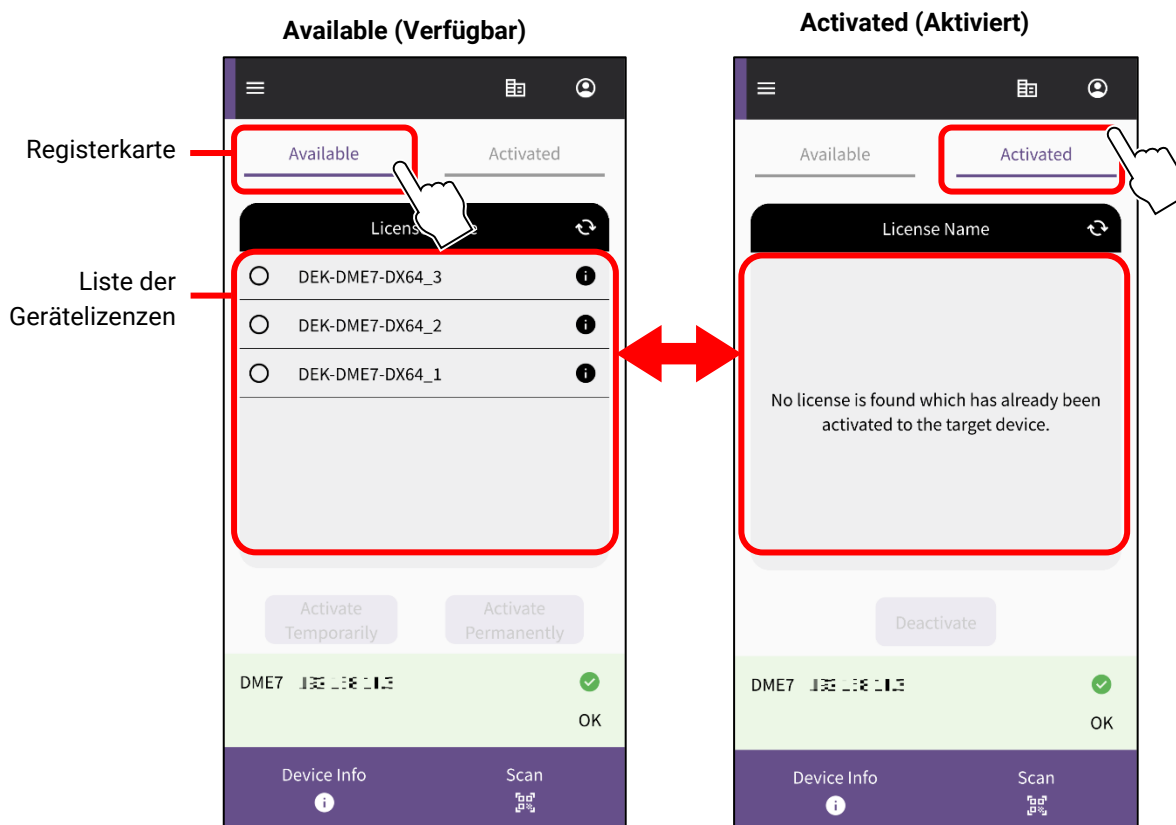 Available (Verfügbar)
Activated (Aktiviert)
Registerkarte
Available
Activated
Licens e
Liste der
Gerätelizenzen
DEK-DME7-DX64_3
DEK-DME7-DX64_2
DEK-DME7-DX64_1
Activate
Temporarily
Activate
Permanently
DME7
OK
Device Info
Scan
Available
Activated
License Name
No license is found which has already been
activated to the target device.
Deactivate
DME7
OK
Device Info
Scan